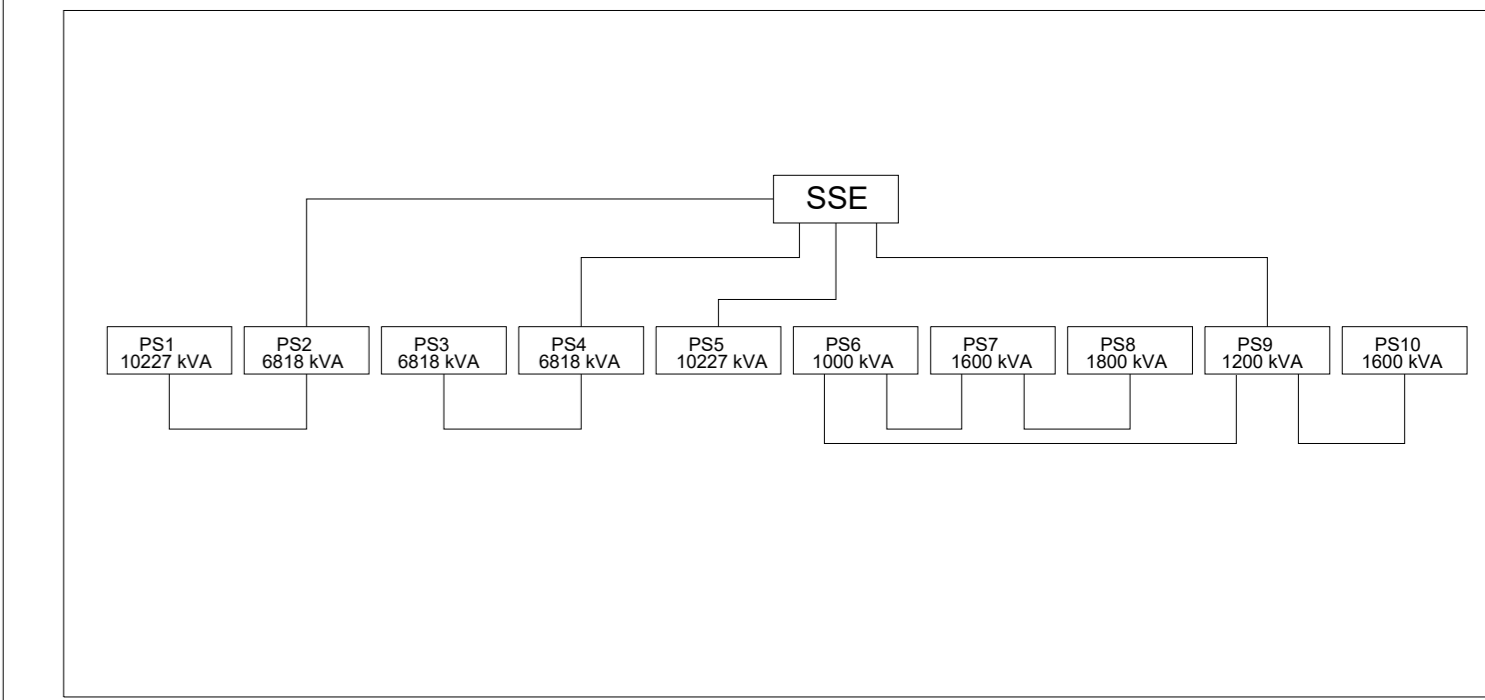 SSE
PS1
10227 kVA
PS2
6818 kVA
PS3
6818 kVA
PS4
6818 kVA
PS5
10227 kVA
PS6
1000 kVA
PS7
1600 kVA
PS8
1800 kVA
PS9
1200 kVA
PS10
1600 kVA